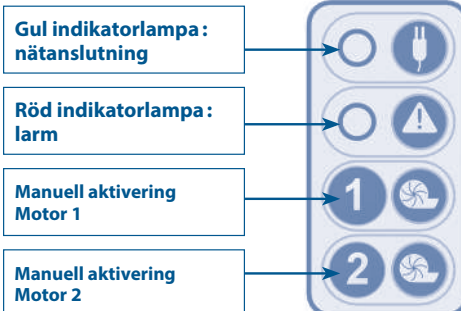 Gul indikatorlampa :
nätanslutning
Röd indikatorlampa :
larm
Manuell aktivering
Motor 1
1
Manuell aktivering
Motor 2
2